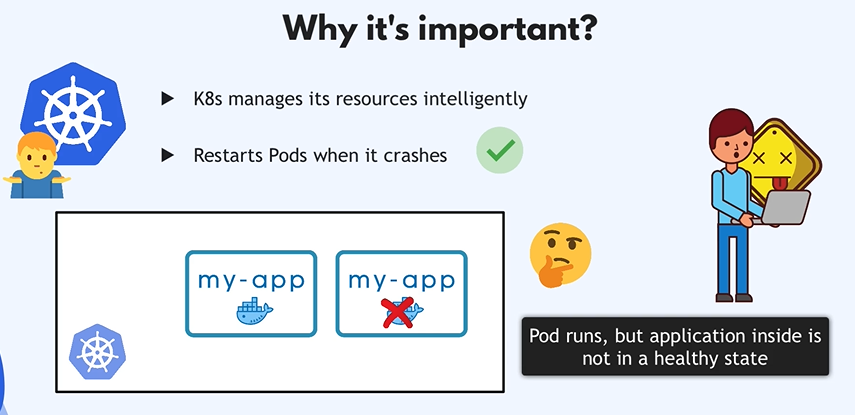 Why it's important?
K8s manages its resources intelligently
Restarts Pods when it crashes
my-app
my-app
Pod runs, but application inside is
not in a healthy state